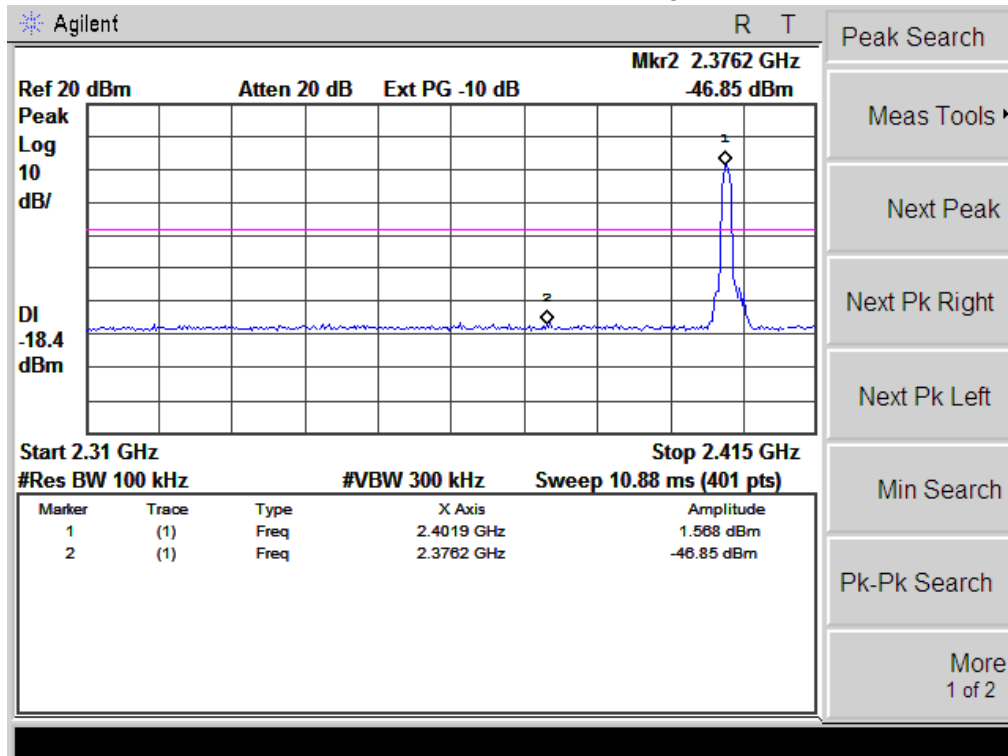 Agilent R T
Mkr2 2.3762 GHz
Ref 20 dBm Atten 20 dB Ext PG -10 dB -46.85 dBm
Peak
Log
10
dB/
1
2
DI
-18.4
dBm
Start 2.31 GHz Stop 2.415 GHz
#Res BW 100 kHz #VBW 300 kHz Sweep 10.88 ms (401 pts)
Marker Trace Type X Axis Amplitude
1 (1) Freq 2.4019 GHz 1.568 dBm
2 (1) Freq 2.3762 GHz -46.85 dBm
Peak Search
Meas Tools
Next Peak
Next Pk Right
Next Pk Left
Min Search
Pk-Pk Search
More
1 of 2